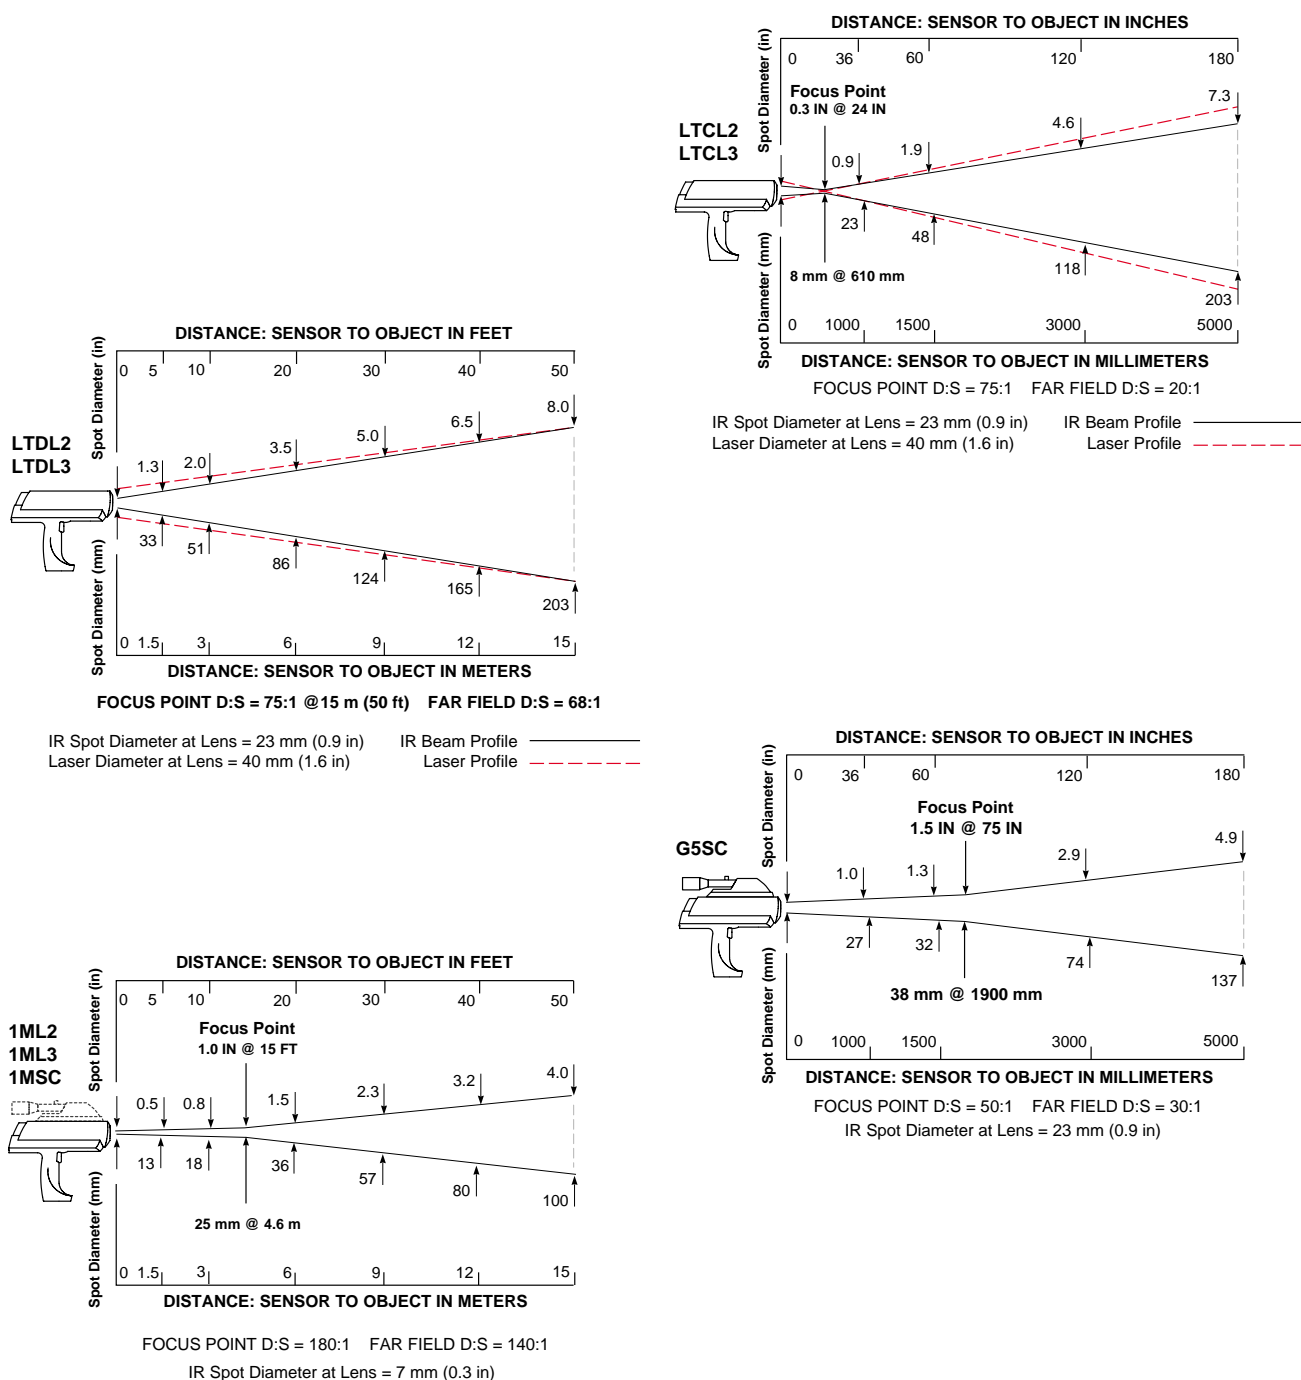 DISTANCE: SENSOR TO OBJECT IN INCHES
Spot Diameter (in)
0 36 60 120 180
Focus Point
0.3 IN @ 24 IN
LTCL2
LTCL3
0.9 1.9 4.6 7.3
23 48 118 203
8 mm @ 610 mm
Spot Diameter (mm)
0 1000 1500 3000 5000
DISTANCE: SENSOR TO OBJECT IN MILLIMETERS
FOCUS POINT D:S = 75:1 FAR FIELD D:S = 20:1
IR Spot Diameter at Lens = 23 mm (0.9 in) IR Beam Profile
Laser Diameter at Lens = 40 mm (1.6 in) Laser Profile
DISTANCE: SENSOR TO OBJECT IN FEET
Spot Diameter (in)
0 5 10 20 30 40 50
LTDL2
LTDL3
1.3 2.0 3.5 5.0 6.5 8.0
33 51 86 124 165 203
Spot Diameter (mm)
0 1.5 3 6 9 12 15
DISTANCE: SENSOR TO OBJECT IN METERS
FOCUS POINT D:S = 75:1 @15 m (50 ft) FAR FIELD D:S = 68:1
IR Spot Diameter at Lens = 23 mm (0.9 in) IR Beam Profile
Laser Diameter at Lens = 40 mm (1.6 in) Laser Profile
DISTANCE: SENSOR TO OBJECT IN INCHES
Spot Diameter (in)
0 36 60 120 180
Focus Point
1.5 IN @ 75 IN
G5SC
1.0 1.3 2.9 4.9
27 32 74 137
38 mm @ 1900 mm
Spot Diameter (mm)
0 1000 1500 3000 5000
DISTANCE: SENSOR TO OBJECT IN MILLIMETERS
FOCUS POINT D:S = 50:1 FAR FIELD D:S = 30:1
IR Spot Diameter at Lens = 23 mm (0.9 in)
DISTANCE: SENSOR TO OBJECT IN FEET
Spot Diameter (in)
0 5 10 20 30 40 50
Focus Point
1.0 IN @ 15 FT
1ML2
1ML3
1MSC
0.5 0.8 1.5 2.3 3.2 4.0
13 18 36 57 80 100
25 mm @ 4.6 m
Spot Diameter (mm)
0 1.5 3 6 9 12 15
DISTANCE: SENSOR TO OBJECT IN METERS
FOCUS POINT D:S = 180:1 FAR FIELD D:S = 140:1
IR Spot Diameter at Lens = 7 mm (0.3 in)